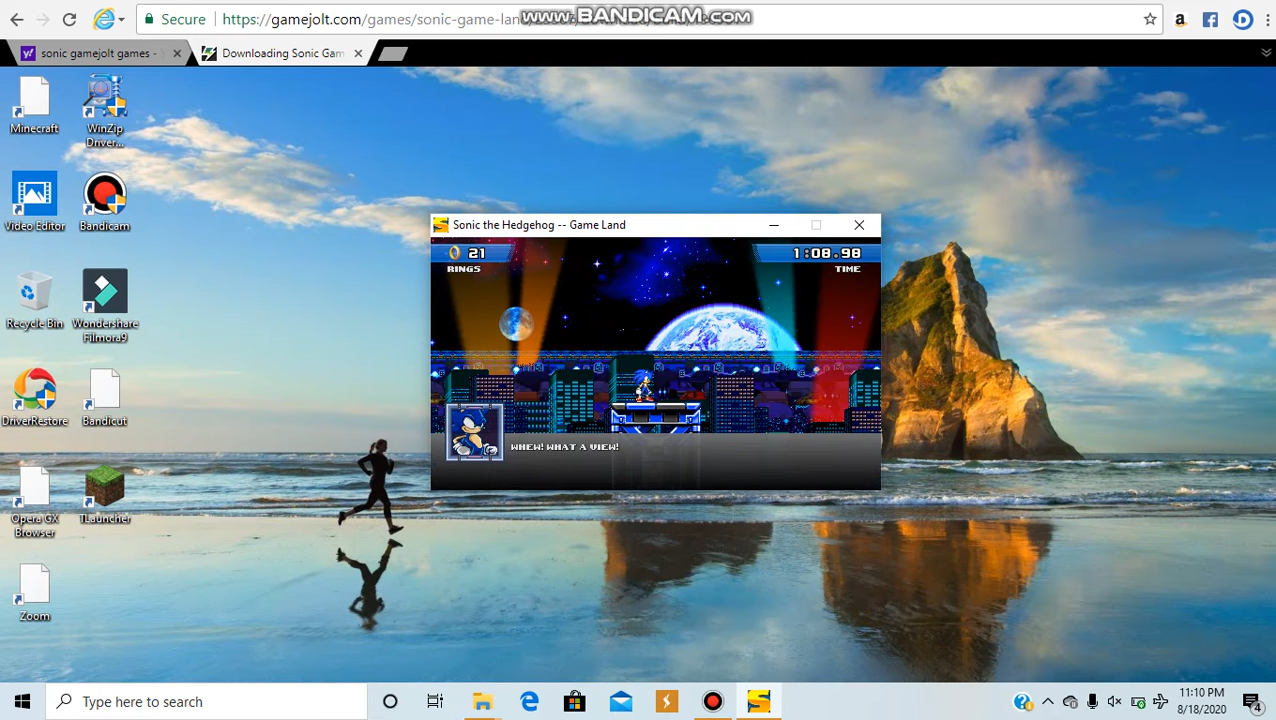 Secure
https://gamejolt.com/games/sonic-game-lan
www.BANDICAM.com
sonic gamejolt games -
Downloading Sonic Gam
Minecraft
WinZip
Driver...
Video Editor
Bandicam
Recycle Bin
Wondershare
Filmora9
DriverRestore
Bandicut
Opera GX
Browser
TLauncher
Zoom
Sonic the Hedgehog -- Game Land
21
RINGS
1:08.98
TIME
WHEW! WHAT A VIEW!
Type here to search
11:10 PM
8/18/2020
4